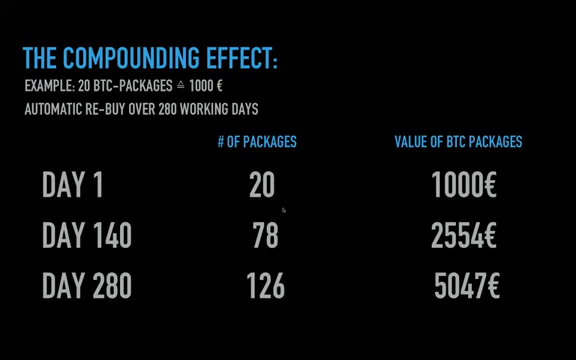 THE COMPOUNDING EFFECT:
EXAMPLE: 20 BTC-PACKAGES ≙ 1000 €
AUTOMATIC RE-BUY OVER 280 WORKING DAYS
# OF PACKAGES VALUE OF BTC PACKAGES
DAY 1 20 1000€
DAY 140 78 2554€
DAY 280 126 5047€